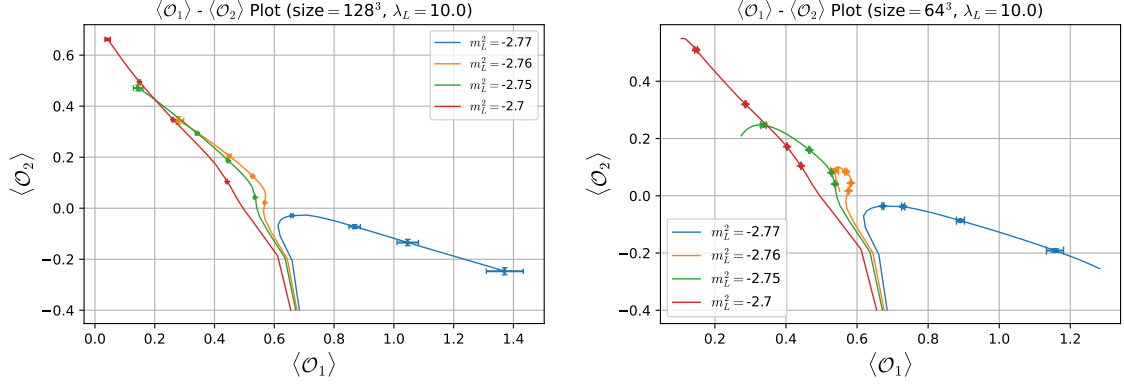 ⟨𝒪₁⟩ - ⟨𝒪₂⟩ Plot (size=128³, λ_L=10.0)
0.6
0.4
0.2
0.0
−0.2
−0.4
⟨𝒪₂⟩
m_L²=-2.77
m_L²=-2.76
m_L²=-2.75
m_L²=-2.7
0.0 0.2 0.4 0.6 0.8 1.0 1.2 1.4
⟨𝒪₁⟩
⟨𝒪₁⟩ - ⟨𝒪₂⟩ Plot (size=64³, λ_L=10.0)
0.4
0.2
0.0
−0.2
−0.4
⟨𝒪₂⟩
m_L²=-2.77
m_L²=-2.76
m_L²=-2.75
m_L²=-2.7
0.2 0.4 0.6 0.8 1.0 1.2
⟨𝒪₁⟩